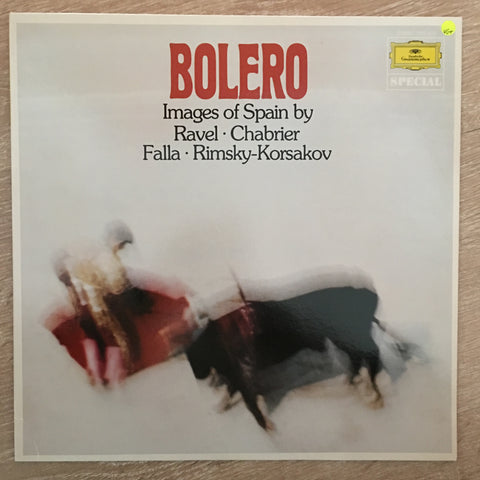 BOLERO
Images of Spain by
Ravel · Chabrier
Falla · Rimsky-Korsakov
Deutsche
Grammophon
SPECIAL